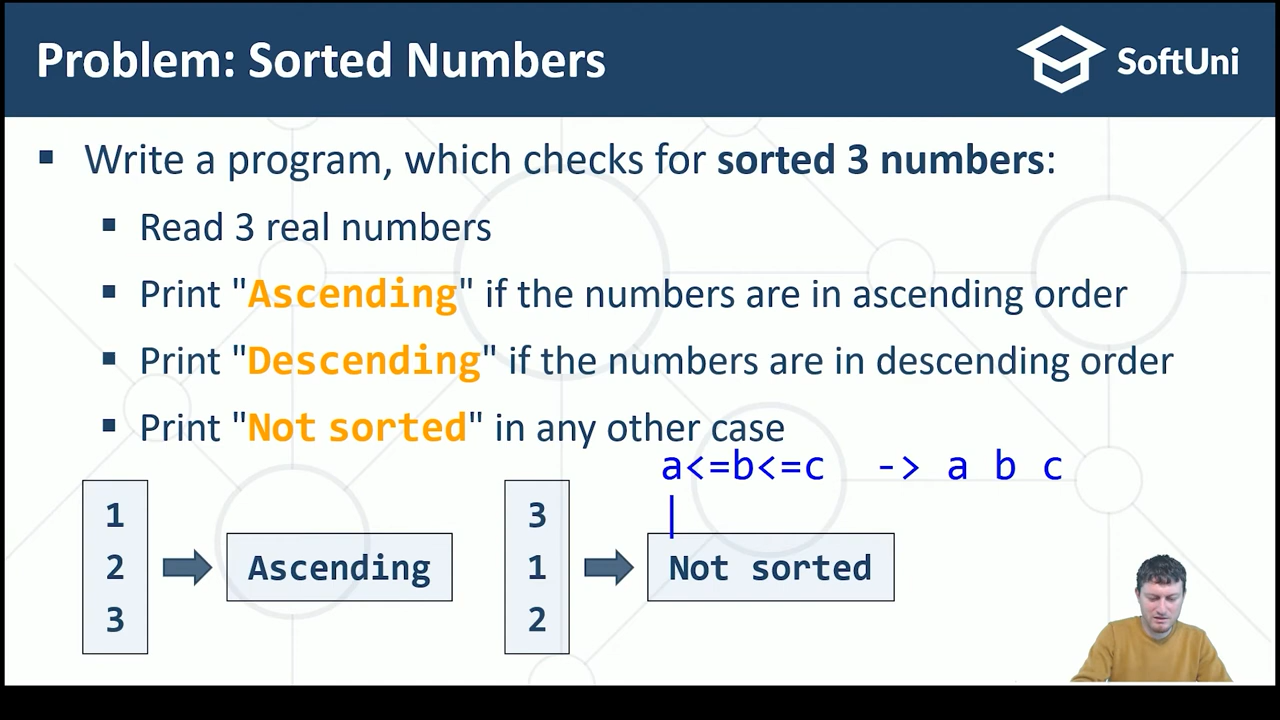 Problem: Sorted Numbers
SoftUni
▪ Write a program, which checks for sorted 3 numbers:
▪ Read 3 real numbers
▪ Print "Ascending" if the numbers are in ascending order
▪ Print "Descending" if the numbers are in descending order
▪ Print "Not sorted" in any other case
a<=b<=c -> a b c
1
2
3
Ascending
3
1
2
Not sorted